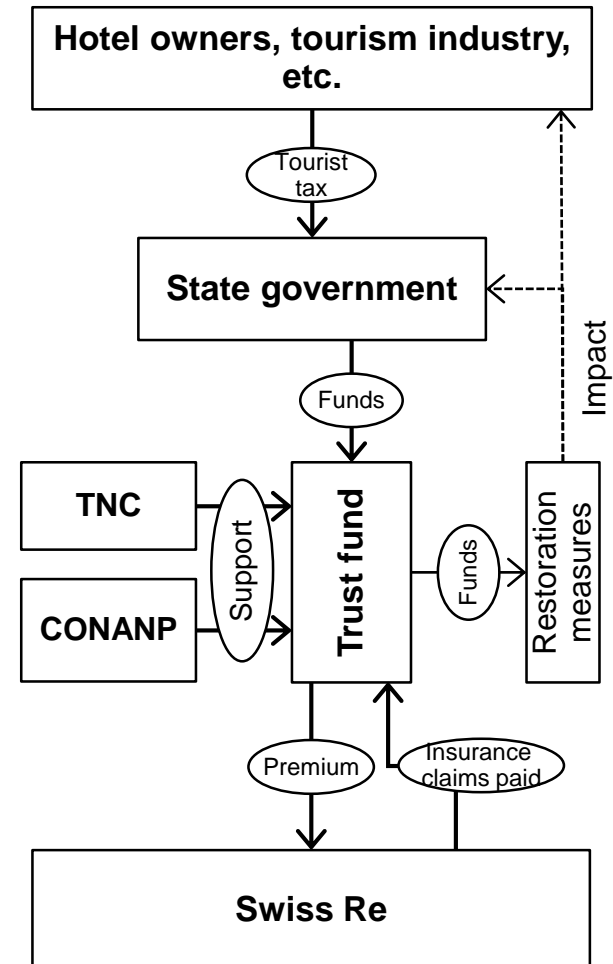 Hotel owners, tourism industry,
etc.
Tourist
tax
State government
Impact
Funds
TNC
CONANP
Support
Trust fund
Funds
Restoration
measures
Premium
Insurance
claims paid
Swiss Re